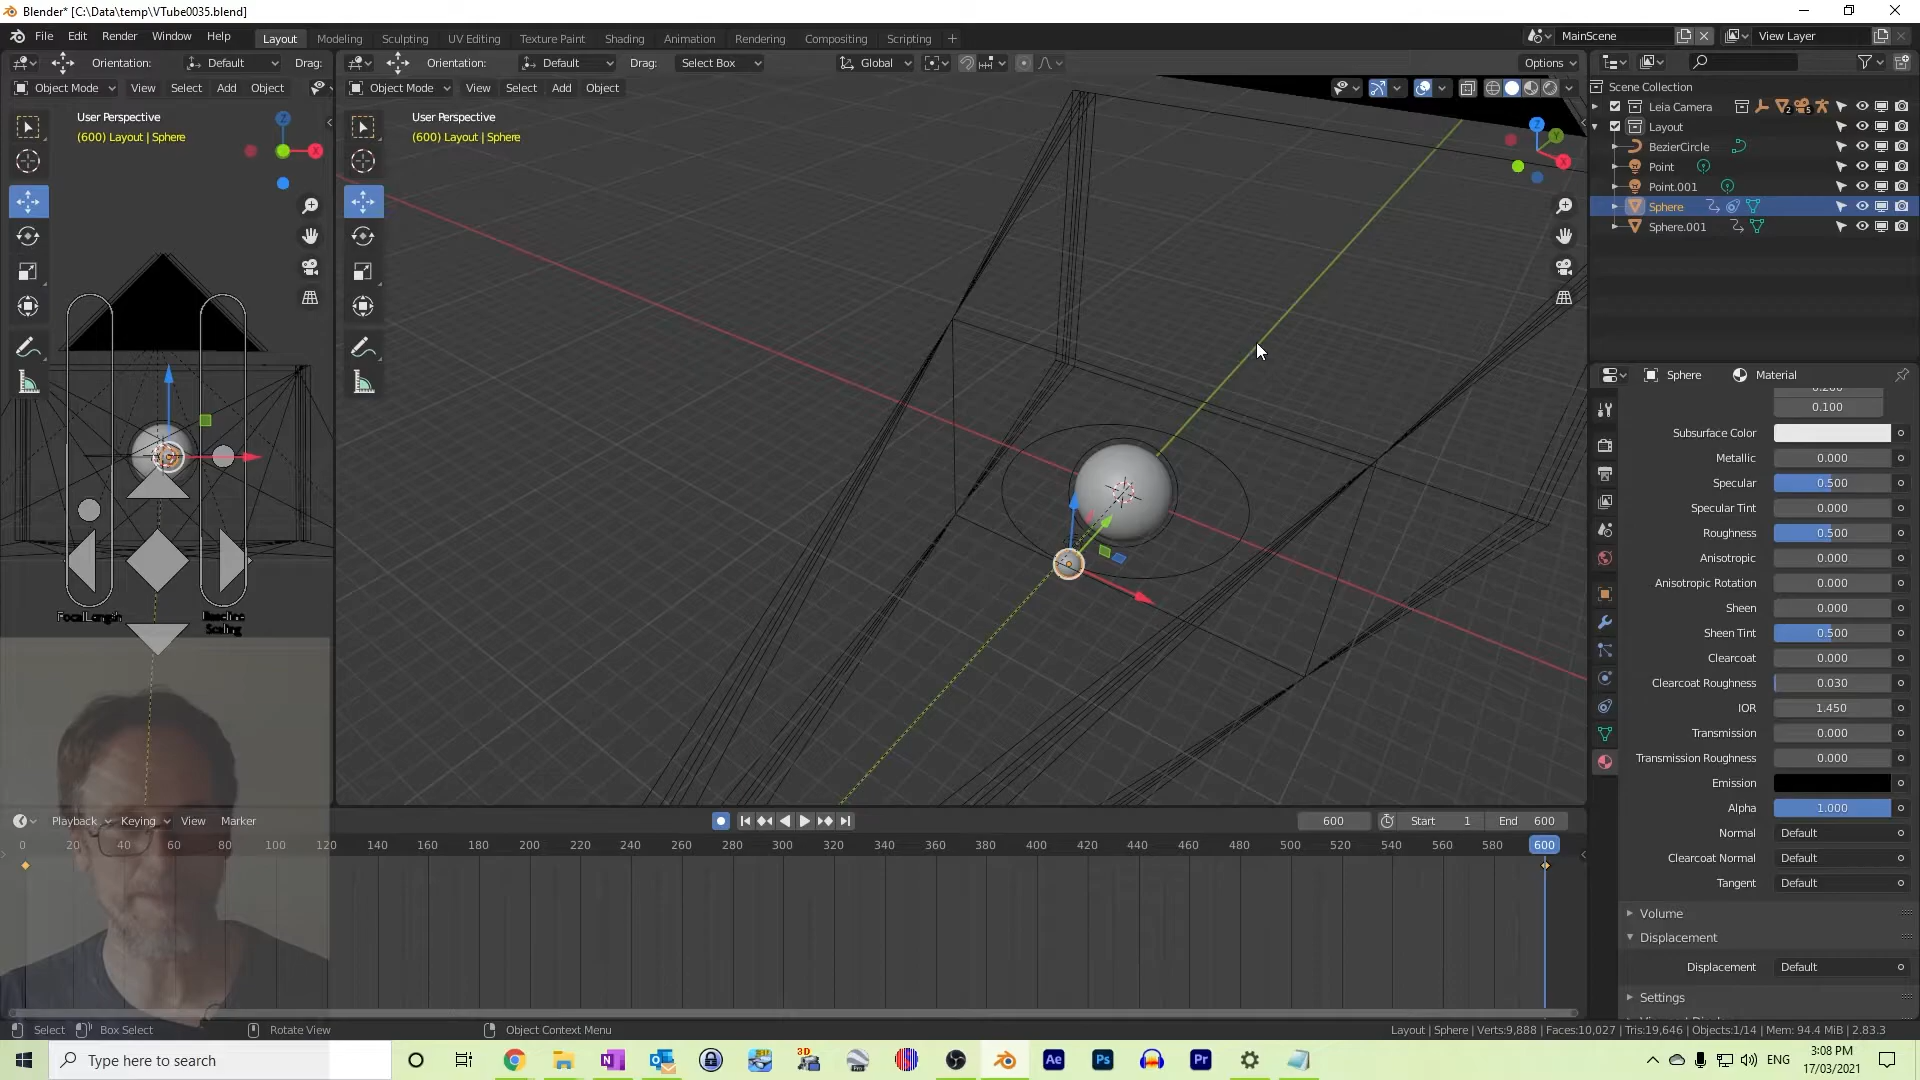 Blender* [C:\Data\temp\VTube0035.blend]
File Edit Render Window Help
Layout Modeling Sculpting UV Editing Texture Paint Shading Animation Rendering Compositing Scripting +
MainScene
View Layer
Orientation: Default Drag:
Orientation: Default Drag: Select Box
Global
Options
Object Mode View Select Add Object
Object Mode View Select Add Object
User Perspective
(600) Layout | Sphere
User Perspective
(600) Layout | Sphere
Z
X
Z
Y
X
Focal Length
Baseline
Scaling
Scene Collection
Leia Camera 2 5
Layout
BezierCircle
Point
Point.001
Sphere
Sphere.001
Sphere Material
0.100
Subsurface Color
Metallic 0.000
Specular 0.500
Specular Tint 0.000
Roughness 0.500
Anisotropic 0.000
Anisotropic Rotation 0.000
Sheen 0.000
Sheen Tint 0.500
Clearcoat 0.000
Clearcoat Roughness 0.030
IOR 1.450
Transmission 0.000
Transmission Roughness 0.000
Emission
Alpha 1.000
Normal Default
Clearcoat Normal Default
Tangent Default
Volume
Displacement
Displacement Default
Settings
Playback Keying View Marker
600 Start 1 End 600
0 20 40 60 80 100 120 140 160 180 200 220 240 260 280 300 320 340 360 380 400 420 440 460 480 500 520 540 560 580 600
Select Box Select Rotate View Object Context Menu
Layout | Sphere | Verts:9,888 | Faces:10,027 | Tris:19,646 | Objects:1/14 | Mem: 94.4 MiB | 2.83.3
Type here to search
3D
Pro
Ae
Ps
Pr
ENG
3:08 PM
17/03/2021